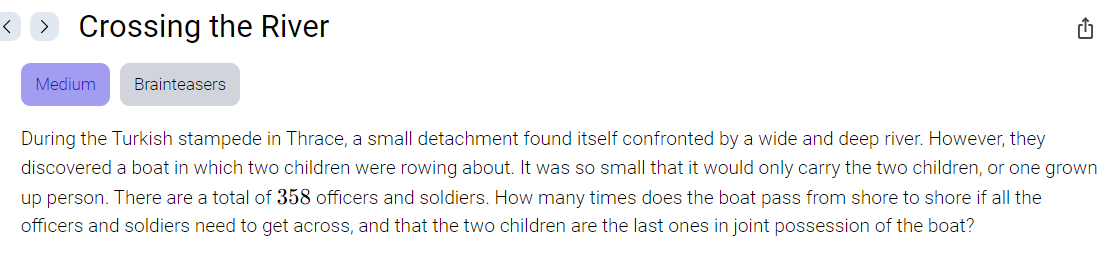 Crossing the River
Medium
Brainteasers
During the Turkish stampede in Thrace, a small detachment found itself confronted by a wide and deep river. However, they
discovered a boat in which two children were rowing about. It was so small that it would only carry the two children, or one grown
up person. There are a total of 358 officers and soldiers. How many times does the boat pass from shore to shore if all the
officers and soldiers need to get across, and that the two children are the last ones in joint possession of the boat?